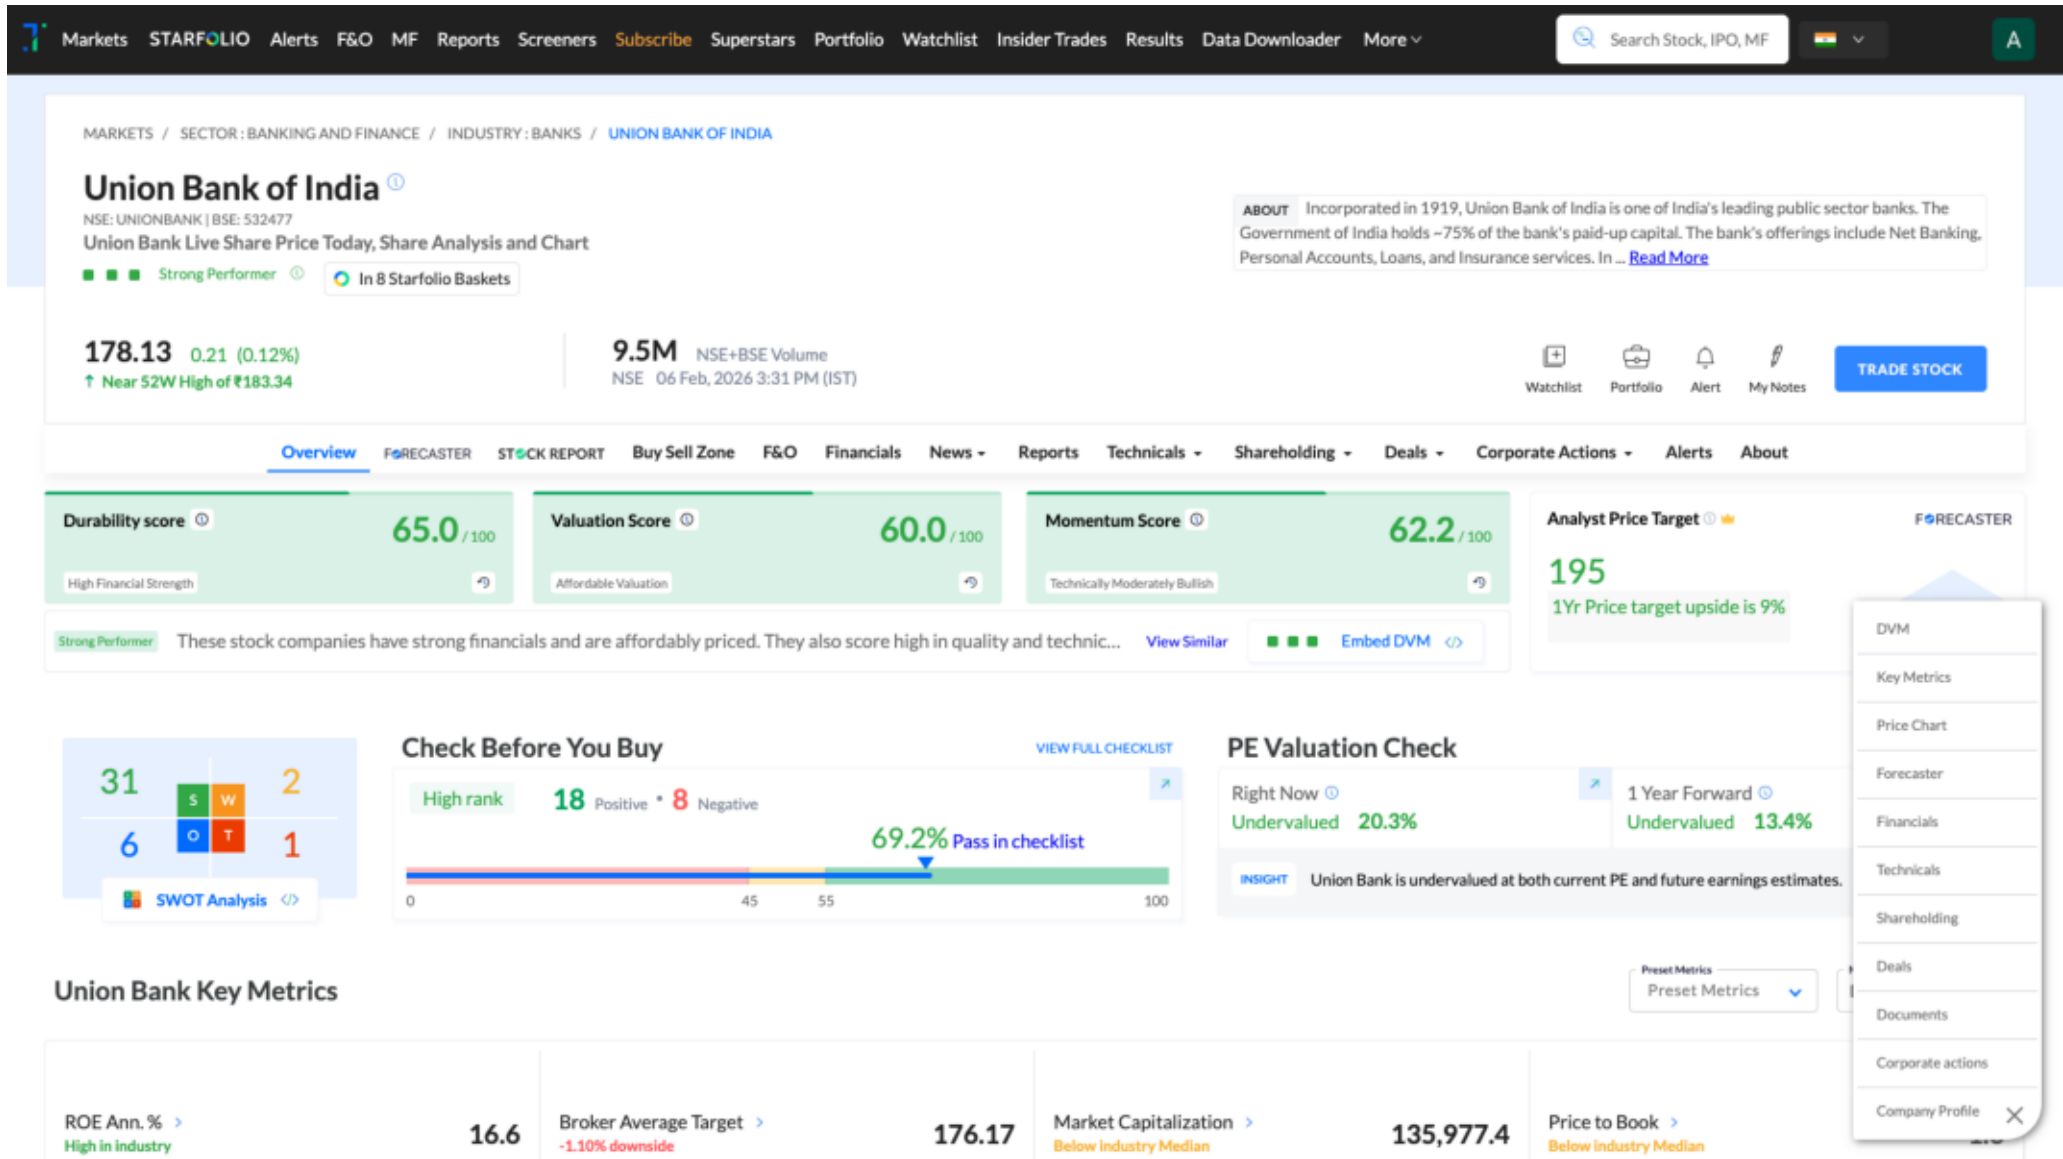 Markets STARFOLIO Alerts F&O MF Reports Screeners Subscribe Superstars Portfolio Watchlist Insider Trades Results Data Downloader More Search Stock, IPO, MF A
MARKETS / SECTOR : BANKING AND FINANCE / INDUSTRY : BANKS / UNION BANK OF INDIA
Union Bank of India
NSE: UNIONBANK | BSE: 532477
Union Bank Live Share Price Today, Share Analysis and Chart
Strong Performer In 8 Starfolio Baskets
ABOUT Incorporated in 1919, Union Bank of India is one of India's leading public sector banks. The
Government of India holds ~75% of the bank's paid-up capital. The bank's offerings include Net Banking,
Personal Accounts, Loans, and Insurance services. In ... Read More
178.13 0.21 (0.12%)
↑ Near 52W High of ₹183.34
9.5M NSE+BSE Volume
NSE 06 Feb, 2026 3:31 PM (IST)
Watchlist Portfolio Alert My Notes TRADE STOCK
Overview FORECASTER STOCK REPORT Buy Sell Zone F&O Financials News Reports Technicals Shareholding Deals Corporate Actions Alerts About
Durability score 65.0 / 100
High Financial Strength
Valuation Score 60.0 / 100
Affordable Valuation
Momentum Score 62.2 / 100
Technically Moderately Bullish
Analyst Price Target FORECASTER
195
1Yr Price target upside is 9%
Strong Performer These stock companies have strong financials and are affordably priced. They also score high in quality and technic... View Similar Embed DVM </>
31 S W 2
6 O T 1
SWOT Analysis </>
Check Before You Buy VIEW FULL CHECKLIST
High rank 18 Positive • 8 Negative
69.2% Pass in checklist
0 45 55 100
PE Valuation Check
Right Now
Undervalued 20.3%
1 Year Forward
Undervalued 13.4%
INSIGHT Union Bank is undervalued at both current PE and future earnings estimates.
Union Bank Key Metrics
Preset Metrics
Preset Metrics
ROE Ann. % 16.6
High in industry
Broker Average Target 176.17
-1.10% downside
Market Capitalization 135,977.4
Below industry Median
Price to Book
Below industry Median
DVM
Key Metrics
Price Chart
Forecaster
Financials
Technicals
Shareholding
Deals
Documents
Corporate actions
Company Profile